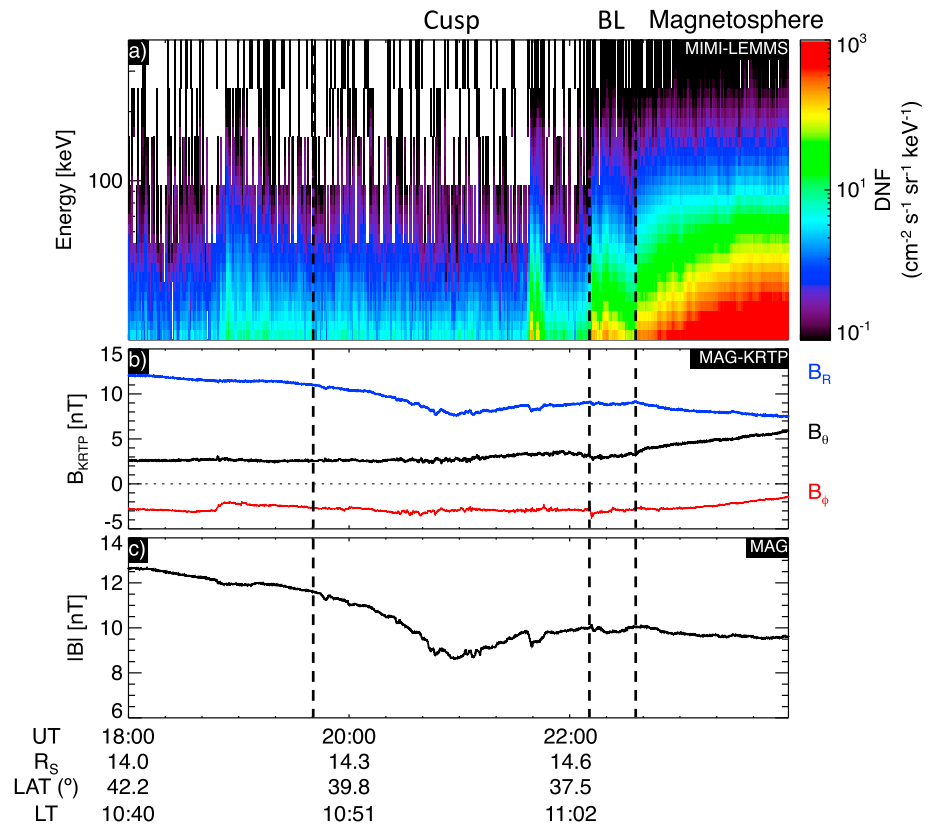 Cusp BL Magnetosphere
a) MIMI-LEMMS
Energy [keV]
100
10³
10¹
10⁻¹
DNF
(cm⁻² s⁻¹ sr⁻¹ keV⁻¹)
b) MAG-KRTP
B_KRTP [nT]
15
10
5
0
-5
B_R
B_θ
B_ϕ
c) MAG
|B| [nT]
14
12
10
8
6
UT 18:00 20:00 22:00
R_S 14.0 14.3 14.6
LAT (º) 42.2 39.8 37.5
LT 10:40 10:51 11:02